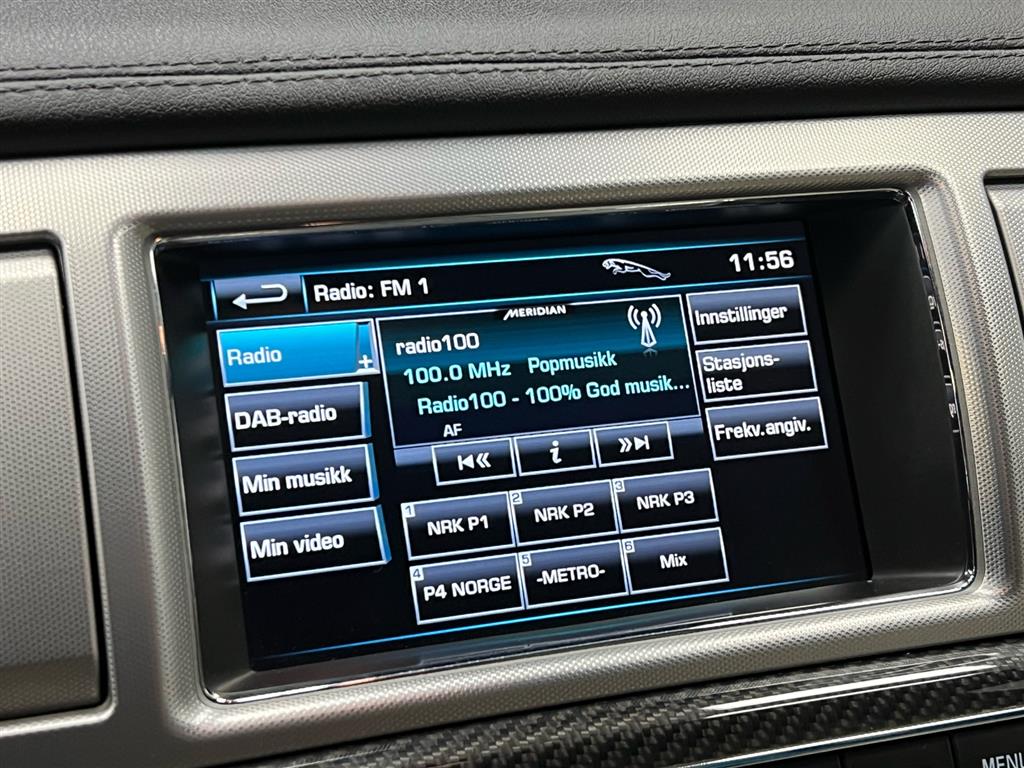 Radio: FM 1
11:56
MERIDIAN
Radio
+
DAB-radio
Min musikk
Min video
radio100
100.0 MHz Popmusikk
Radio100 - 100% God musik...
AF
i
Innstillinger
Stasjons-
liste
Frekv.angiv.
1 NRK P1
2 NRK P2
3 NRK P3
4 P4 NORGE
5 -METRO-
6 Mix
MENU